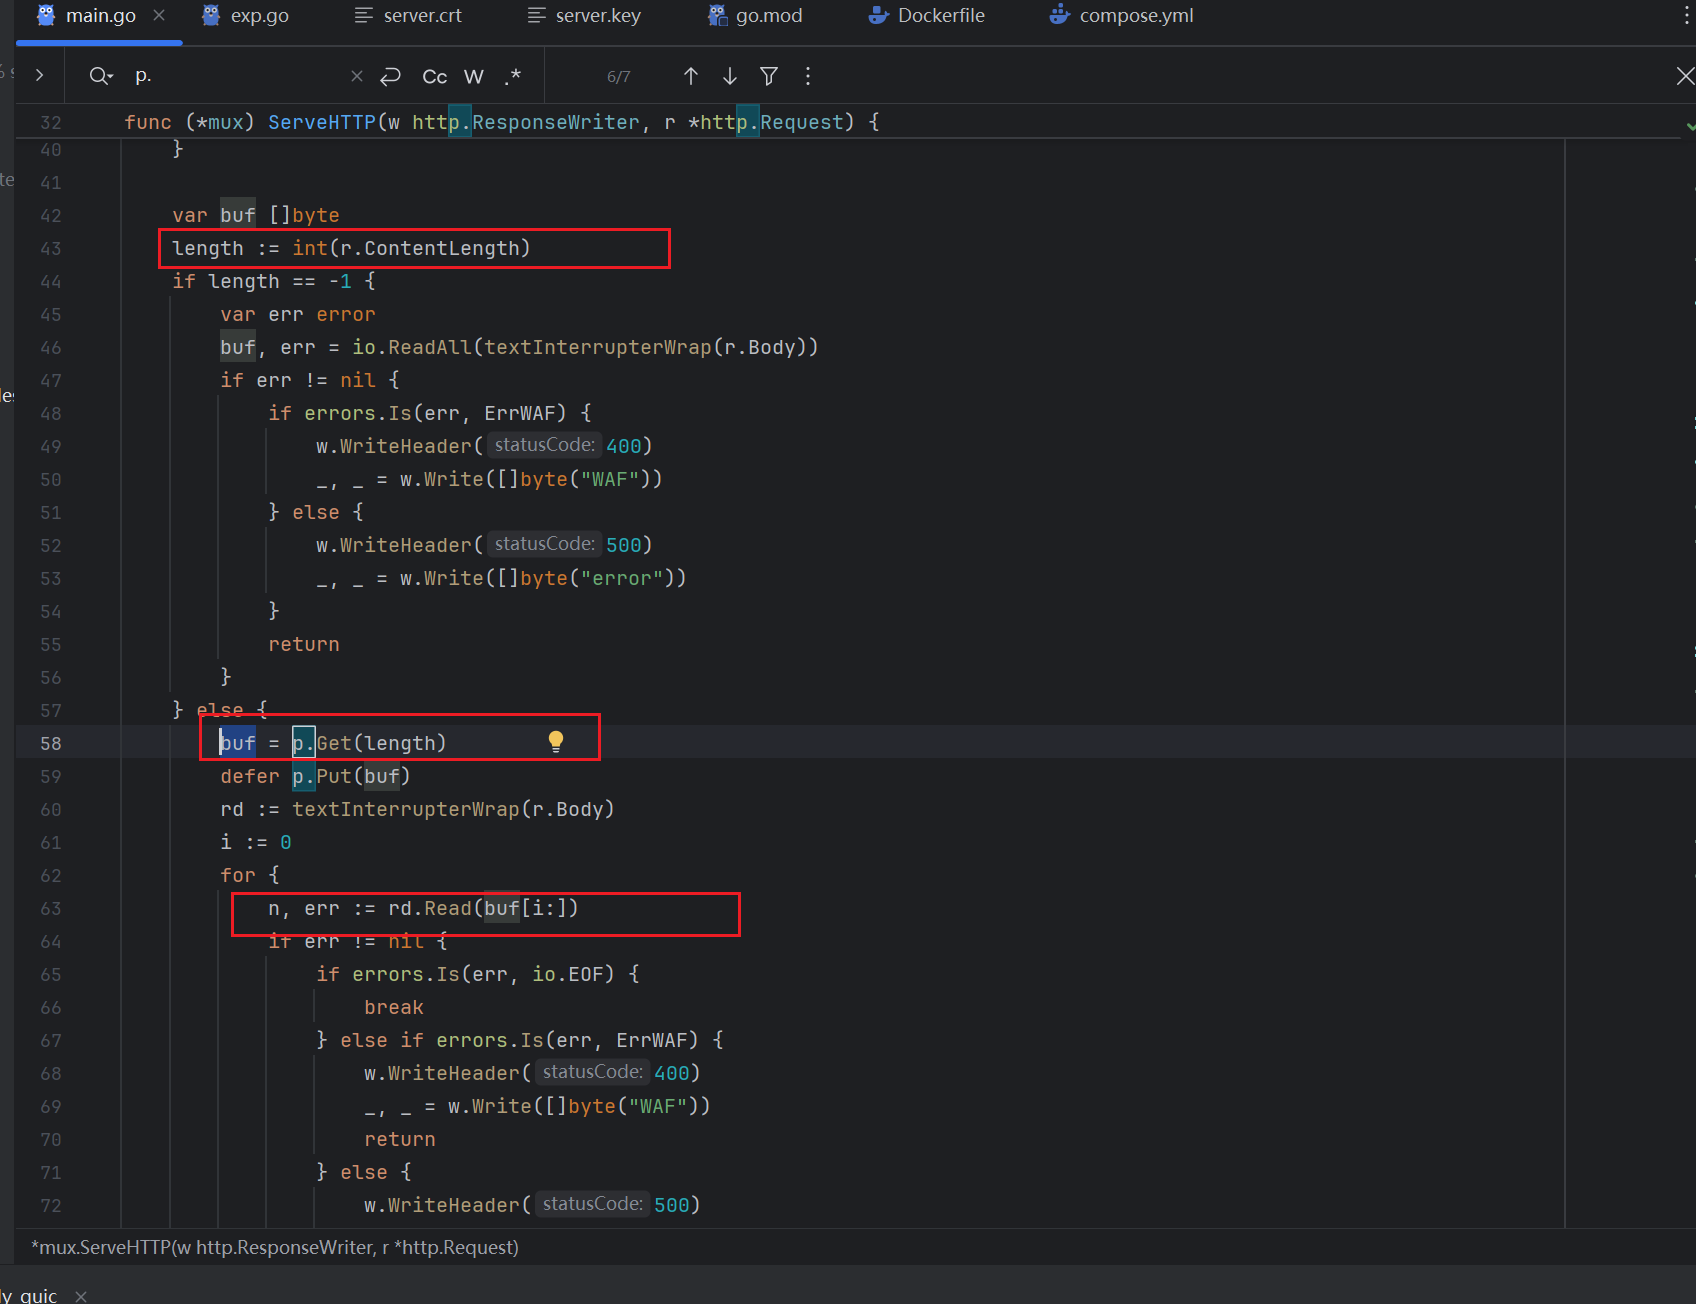 main.go
exp.go
server.crt
server.key
go.mod
Dockerfile
compose.yml
p.
Cc
W
.*
6/7
32 func (*mux) ServeHTTP(w http.ResponseWriter, r *http.Request) {
40 }
41
42 var buf []byte
43 length := int(r.ContentLength)
44 if length == -1 {
45 var err error
46 buf, err = io.ReadAll(textInterrupterWrap(r.Body))
47 if err != nil {
48 if errors.Is(err, ErrWAF) {
49 w.WriteHeader( statusCode: 400)
50 _, _ = w.Write([]byte("WAF"))
51 } else {
52 w.WriteHeader( statusCode: 500)
53 _, _ = w.Write([]byte("error"))
54 }
55 return
56 }
57 } else {
58 buf = p.Get(length)
59 defer p.Put(buf)
60 rd := textInterrupterWrap(r.Body)
61 i := 0
62 for {
63 n, err := rd.Read(buf[i:])
64 if err != nil {
65 if errors.Is(err, io.EOF) {
66 break
67 } else if errors.Is(err, ErrWAF) {
68 w.WriteHeader( statusCode: 400)
69 _, _ = w.Write([]byte("WAF"))
70 return
71 } else {
72 w.WriteHeader( statusCode: 500)
*mux.ServeHTTP(w http.ResponseWriter, r *http.Request)